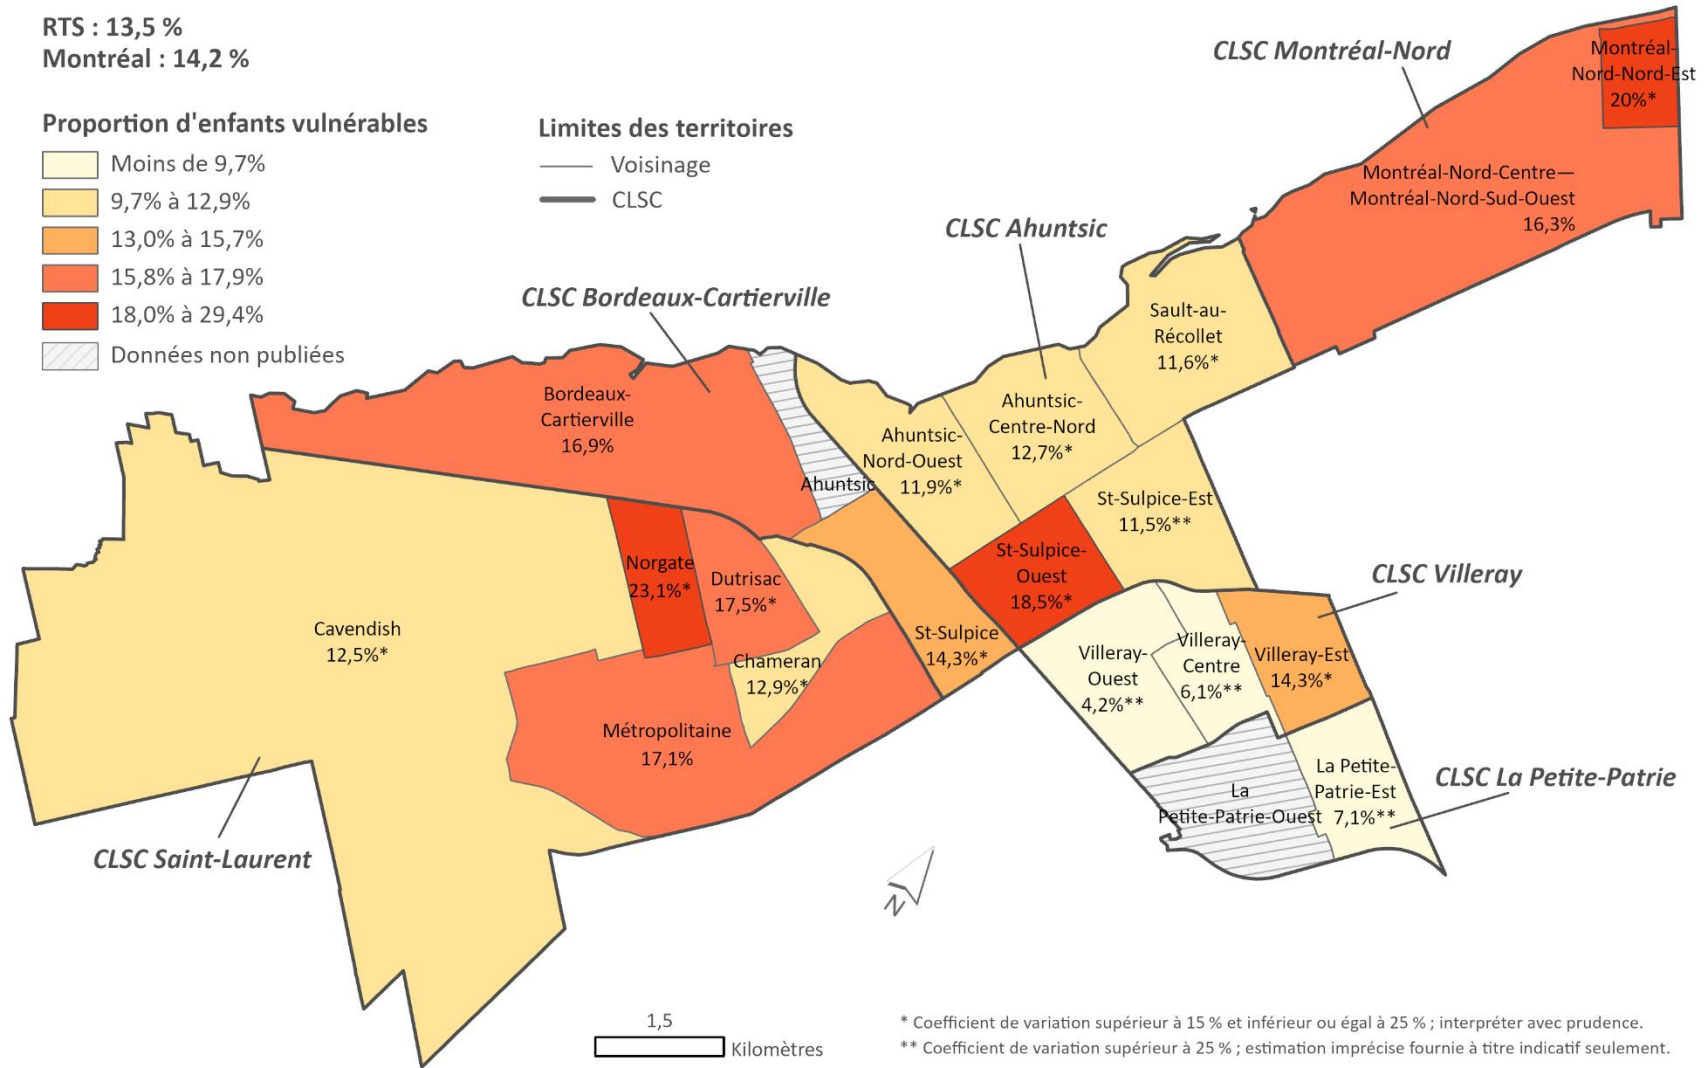 RTS : 13,5 %
Montréal : 14,2 %
Proportion d'enfants vulnérables
Moins de 9,7%
9,7% à 12,9%
13,0% à 15,7%
15,8% à 17,9%
18,0% à 29,4%
Données non publiées
Limites des territoires
Voisinage
CLSC
CLSC Montréal-Nord
Montréal-
Nord-Nord-Est
20%*
Montréal-Nord-Centre—
Montréal-Nord-Sud-Ouest
16,3%
CLSC Ahuntsic
Sault-au-
Récollet
11,6%*
CLSC Bordeaux-Cartierville
Bordeaux-
Cartierville
16,9%
Ahuntsic
Ahuntsic-
Nord-Ouest
11,9%*
Ahuntsic-
Centre-Nord
12,7%*
St-Sulpice-Est
11,5%**
St-Sulpice-
Ouest
18,5%*
CLSC Villeray
Norgate
23,1%*
Dutrisac
17,5%*
Cavendish
12,5%*
Chameran
12,9%*
St-Sulpice
14,3%*
Villeray-
Ouest
4,2%**
Villeray-
Centre
6,1%**
Villeray-Est
14,3%*
Métropolitaine
17,1%
La
Petite-Patrie-Ouest
La Petite-
Patrie-Est
7,1%**
CLSC La Petite-Patrie
CLSC Saint-Laurent
N
1,5
Kilomètres
* Coefficient de variation supérieur à 15 % et inférieur ou égal à 25 % ; interpréter avec prudence.
** Coefficient de variation supérieur à 25 % ; estimation imprécise fournie à titre indicatif seulement.